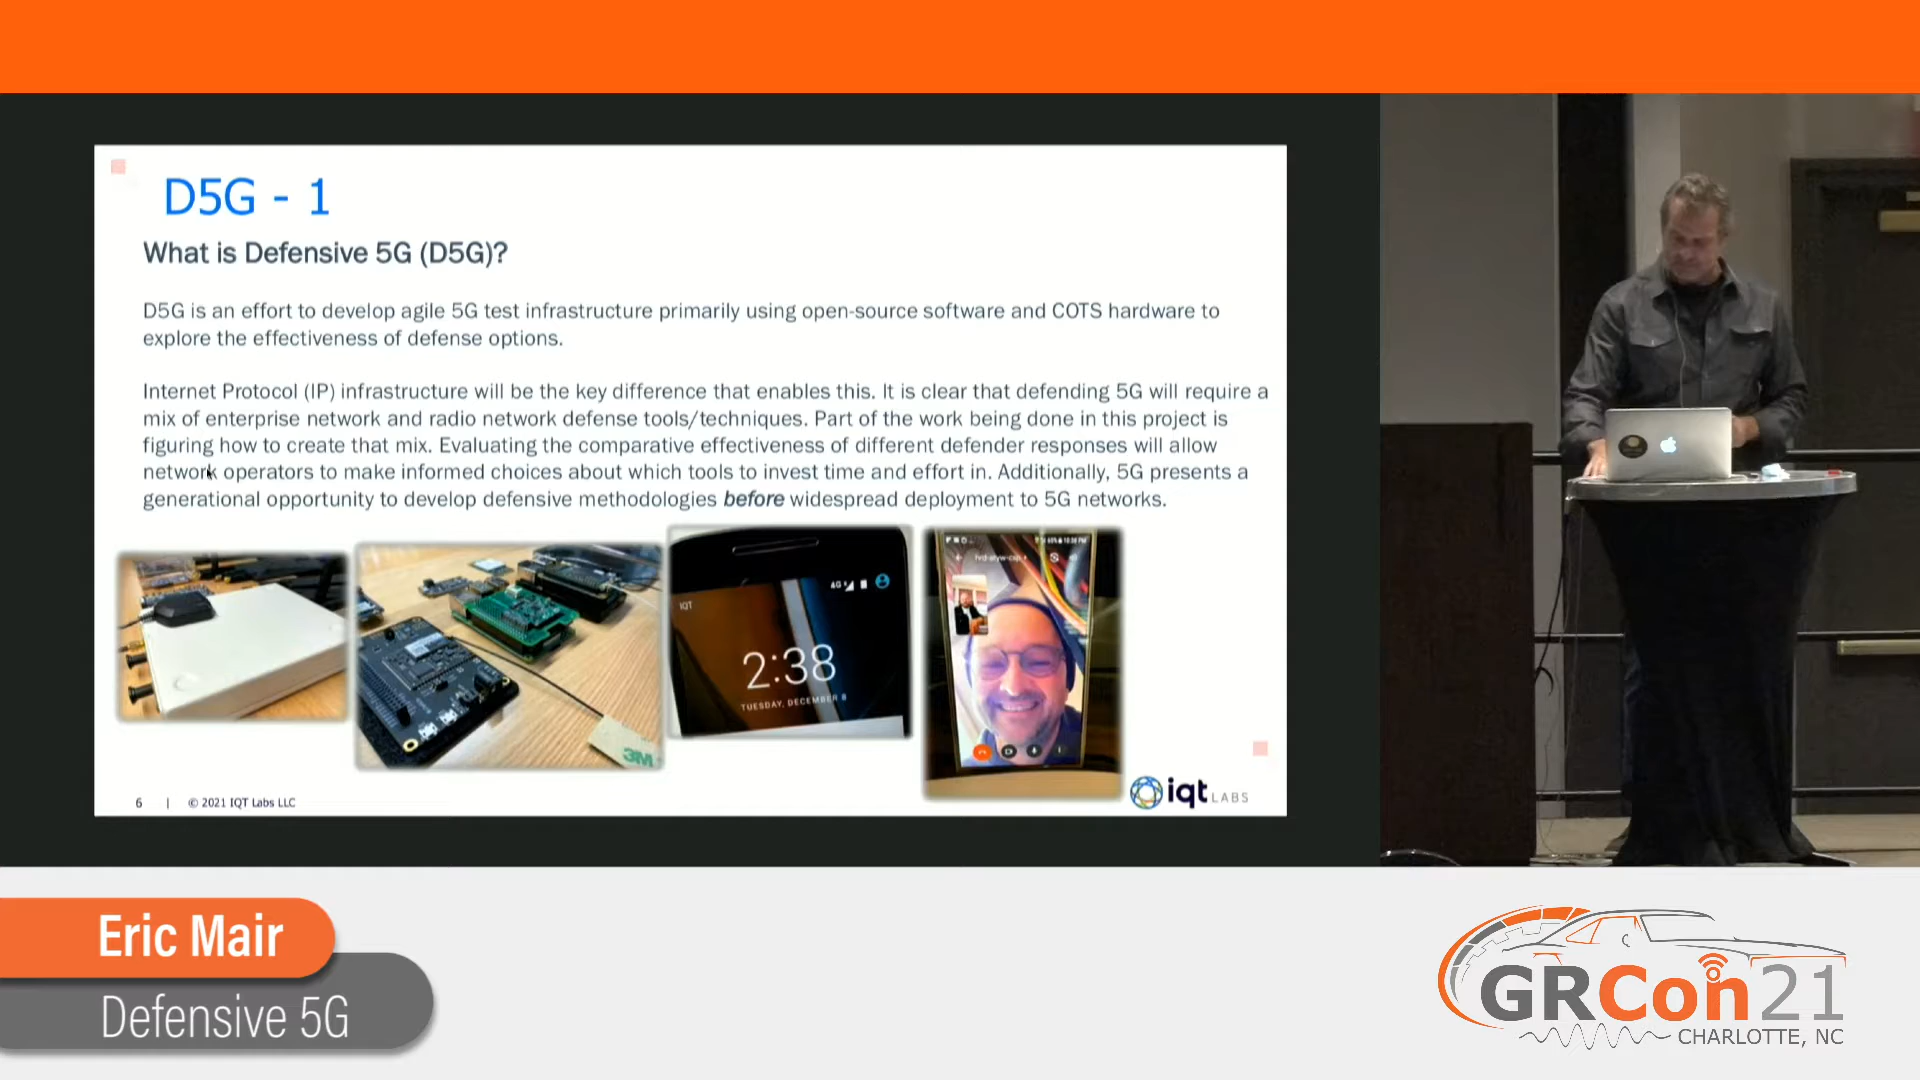 D5G - 1
What is Defensive 5G (D5G)?
D5G is an effort to develop agile 5G test infrastructure primarily using open-source software and COTS hardware to
explore the effectiveness of defense options.
Internet Protocol (IP) infrastructure will be the key difference that enables this. It is clear that defending 5G will require a
mix of enterprise network and radio network defense tools/techniques. Part of the work being done in this project is
figuring how to create that mix. Evaluating the comparative effectiveness of different defender responses will allow
network operators to make informed choices about which tools to invest time and effort in. Additionally, 5G presents a
generational opportunity to develop defensive methodologies before widespread deployment to 5G networks.
3M
4G
IQT
2:38
TUESDAY, DECEMBER 8
6 | © 2021 IQT Labs LLC
iqt LABS
Eric Mair
Defensive 5G
GRCon21
CHARLOTTE, NC